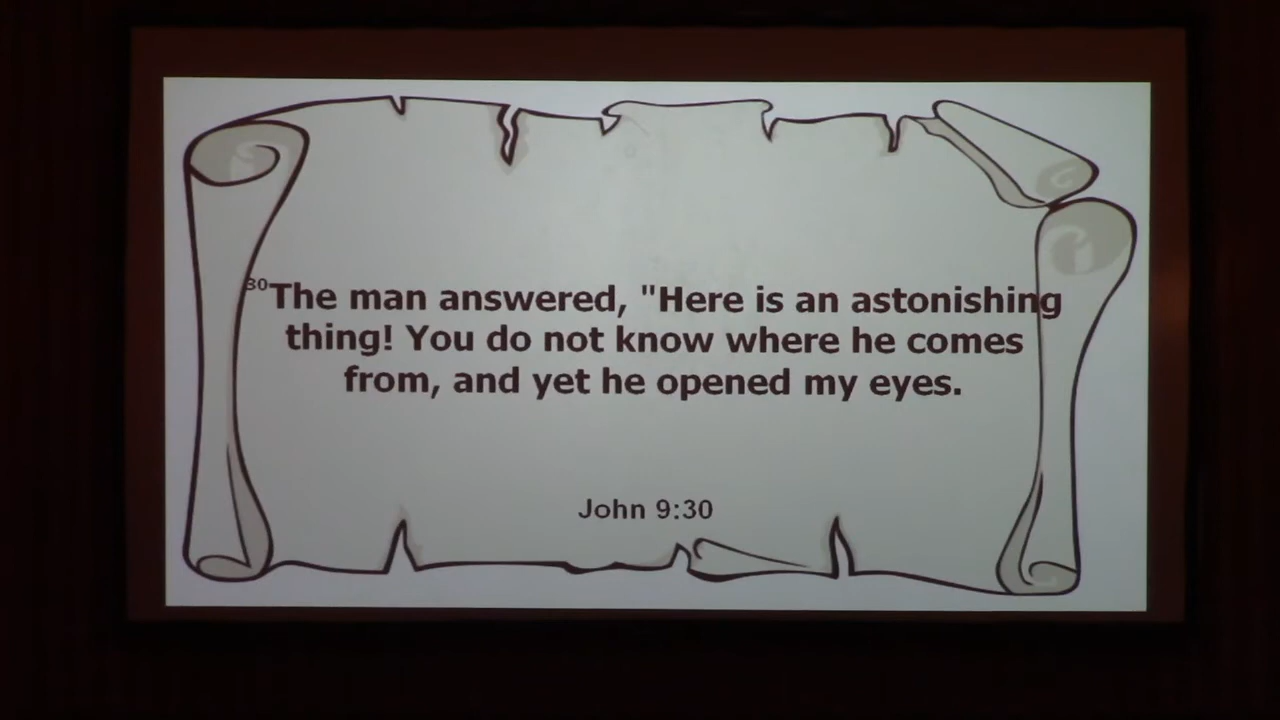 30The man answered, "Here is an astonishing
thing! You do not know where he comes
from, and yet he opened my eyes.
John 9:30